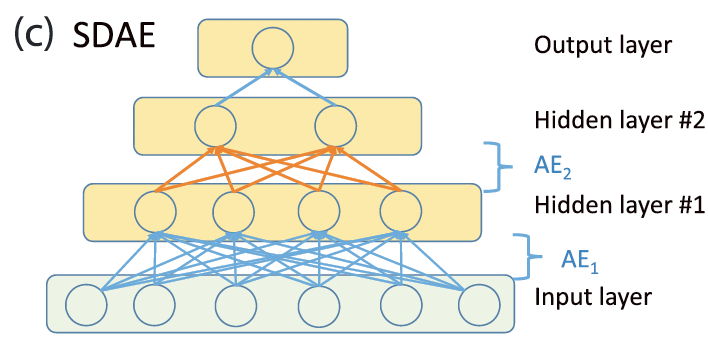 (c) SDAE
Output layer
Hidden layer #2
AE2
Hidden layer #1
AE1
Input layer